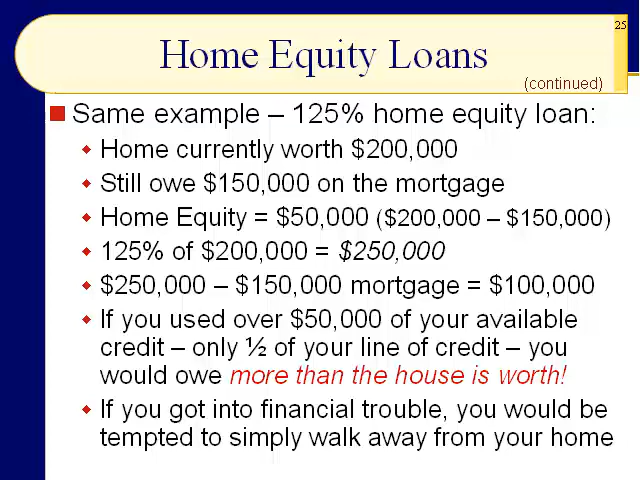 25
Home Equity Loans
(continued)
Same example – 125% home equity loan:
Home currently worth $200,000
Still owe $150,000 on the mortgage
Home Equity = $50,000 ($200,000 – $150,000)
125% of $200,000 = $250,000
$250,000 – $150,000 mortgage = $100,000
If you used over $50,000 of your available
credit – only ½ of your line of credit – you
would owe more than the house is worth!
If you got into financial trouble, you would be
tempted to simply walk away from your home